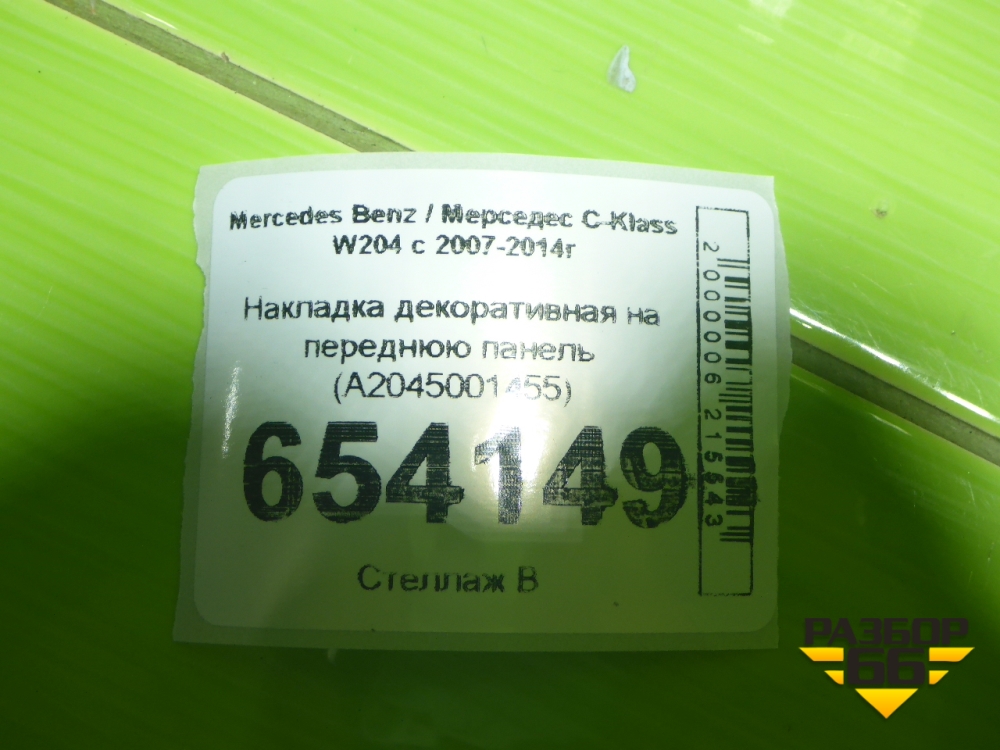 Mercedes Benz / Мерседес C-Klass
W204 с 2007-2014г
Накладка декоративная на
переднюю панель
(A2045001455)
654149
Стеллаж В
2000006215643
РАЗБОР
66